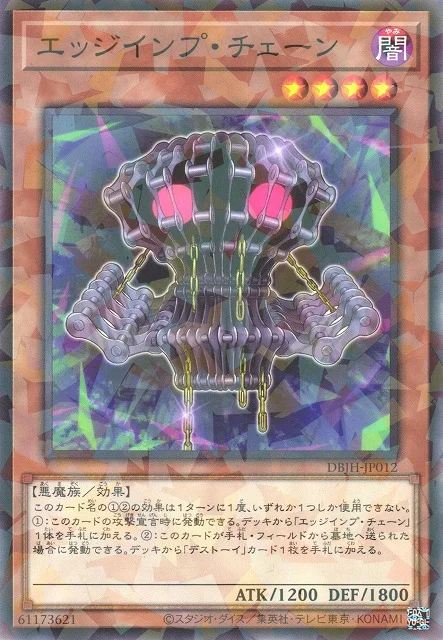 エッジインプ・チェーン
闇
やみ
DBJH-JP012
【悪魔族/効果】
このカード名の①②の効果は1ターンに1度、いずれか1つしか使用できない。
①:このカードの攻撃宣言時に発動できる。デッキから「エッジインプ・チェーン」
1体を手札に加える。②:このカードが手札・フィールドから墓地へ送られた
場合に発動できる。デッキから「デストーイ」カード1枚を手札に加える。
ATK/1200 DEF/1800
61173621
©スタジオ・ダイス/集英社・テレビ東京・KONAMI